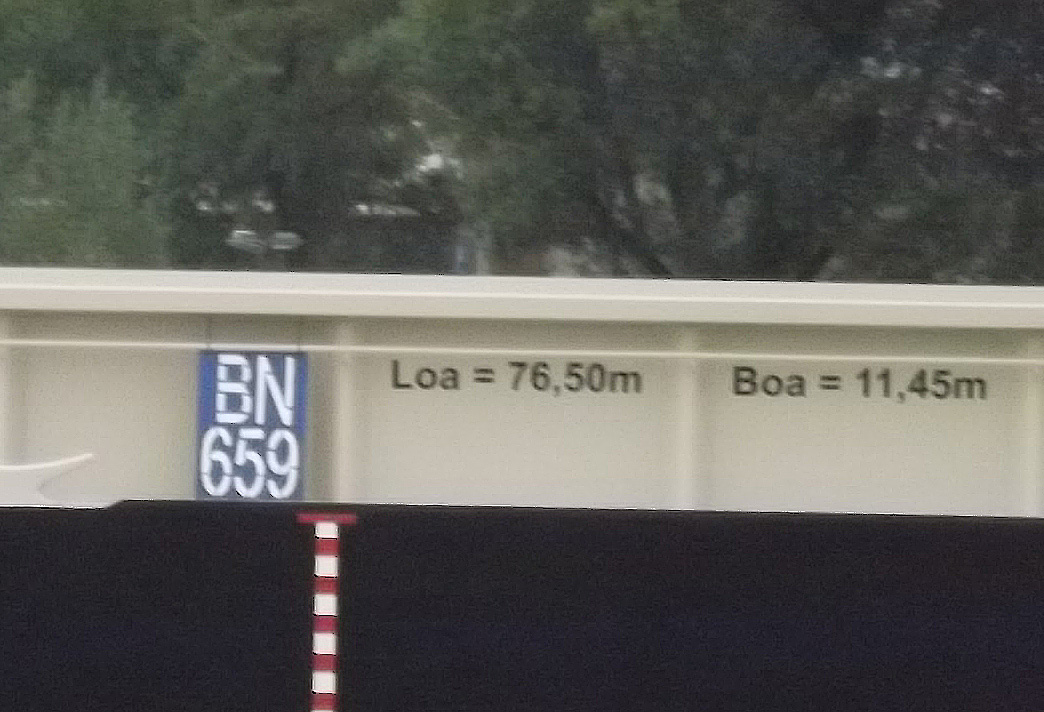 BN
659
Loa = 76,50m
Boa = 11,45m